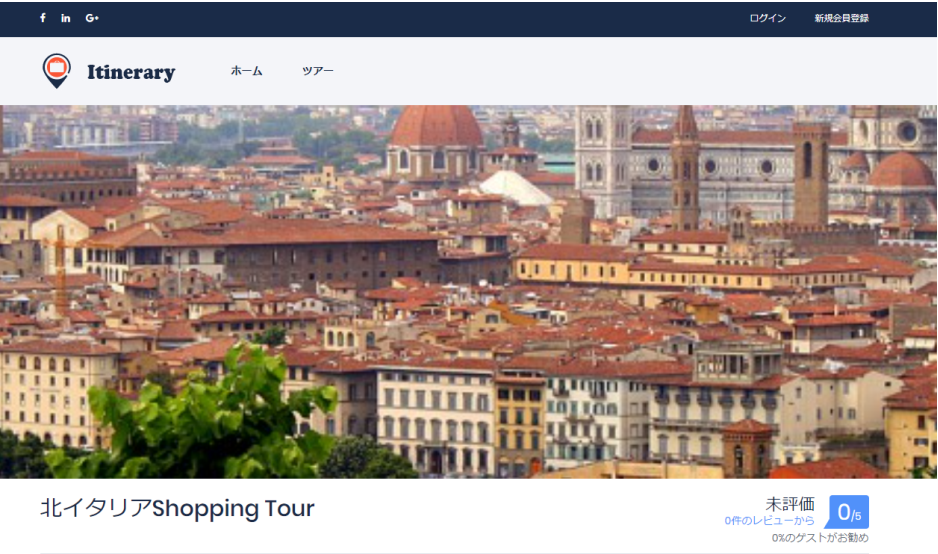 f in G+
ログイン 新規会員登録
Itinerary ホーム ツアー
北イタリアShopping Tour
未評価
0件のレビューから
0/5
0%のゲストがお勧め